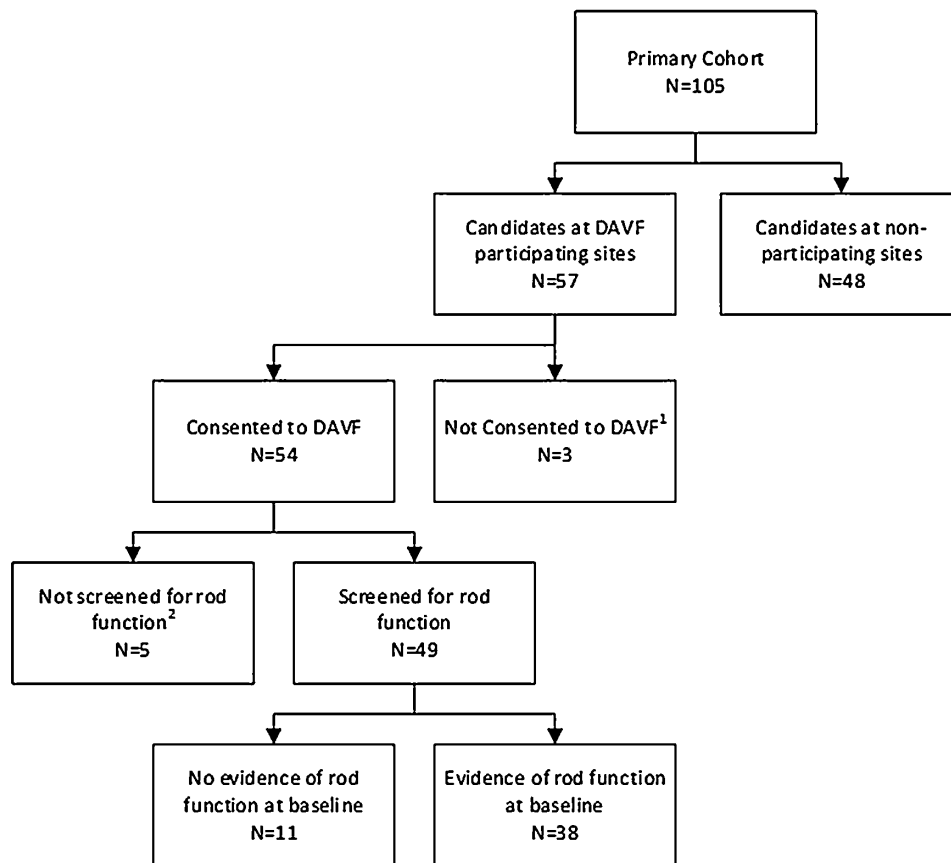 Primary Cohort
N=105
Candidates at DAVF
participating sites
N=57
Candidates at non-
participating sites
N=48
Consented to DAVF
N=54
Not Consented to DAVF¹
N=3
Not screened for rod
function²
N=5
Screened for rod
function
N=49
No evidence of rod
function at baseline
N=11
Evidence of rod function
at baseline
N=38